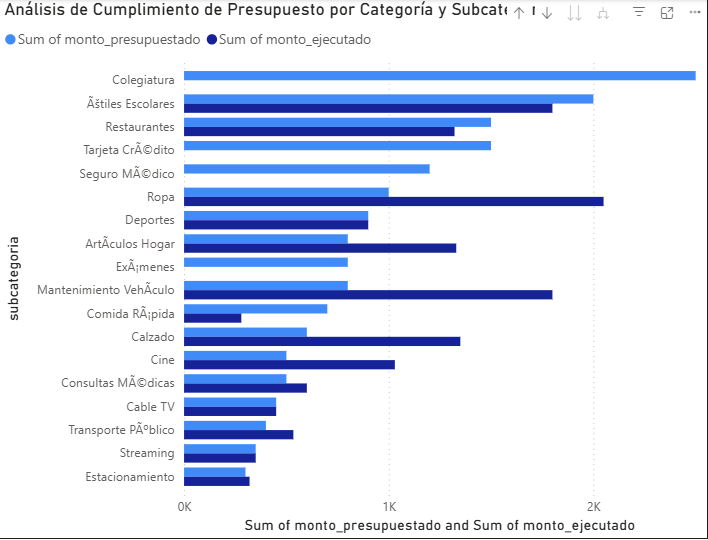 Análisis de Cumplimiento de Presupuesto por Categoría y Subcate
Sum of monto_presupuestado Sum of monto_ejecutado
subcategoria
Colegiatura
Ãštiles Escolares
Restaurantes
Tarjeta CrÃ©dito
Seguro MÃ©dico
Ropa
Deportes
ArtÃculos Hogar
ExÃ¡menes
Mantenimiento VehÃculo
Comida RÃ¡pida
Calzado
Cine
Consultas MÃ©dicas
Cable TV
Transporte PÃºblico
Streaming
Estacionamiento
0K 1K 2K
Sum of monto_presupuestado and Sum of monto_ejecutado